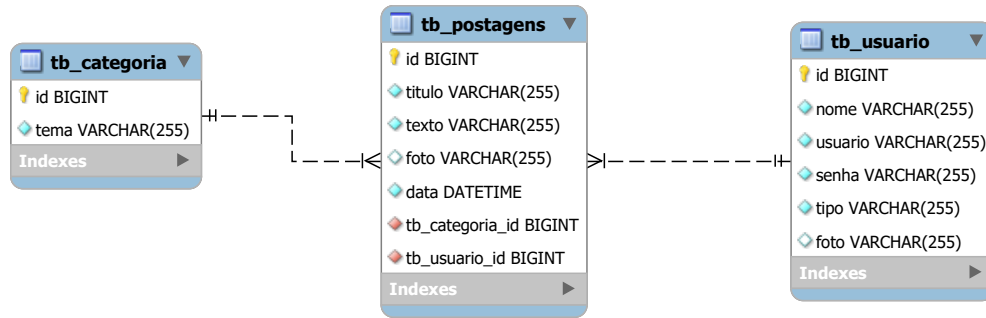 tb_categoria
id BIGINT
tema VARCHAR(255)
Indexes
tb_postagens
id BIGINT
titulo VARCHAR(255)
texto VARCHAR(255)
foto VARCHAR(255)
data DATETIME
tb_categoria_id BIGINT
tb_usuario_id BIGINT
Indexes
tb_usuario
id BIGINT
nome VARCHAR(255)
usuario VARCHAR(255)
senha VARCHAR(255)
tipo VARCHAR(255)
foto VARCHAR(255)
Indexes